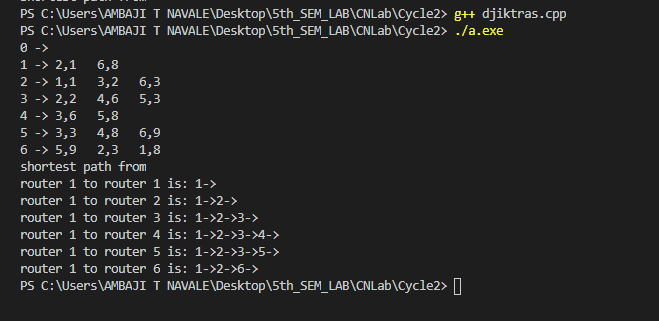 shortest path from
PS C:\Users\AMBAJI T NAVALE\Desktop\5th_SEM_LAB\CNLab\Cycle2> g++ djiktras.cpp
PS C:\Users\AMBAJI T NAVALE\Desktop\5th_SEM_LAB\CNLab\Cycle2> ./a.exe
0 ->
1 -> 2,1   6,8
2 -> 1,1   3,2   6,3
3 -> 2,2   4,6   5,3
4 -> 3,6   5,8
5 -> 3,3   4,8   6,9
6 -> 5,9   2,3   1,8
shortest path from
router 1 to router 1 is: 1->
router 1 to router 2 is: 1->2->
router 1 to router 3 is: 1->2->3->
router 1 to router 4 is: 1->2->3->4->
router 1 to router 5 is: 1->2->3->5->
router 1 to router 6 is: 1->2->6->
PS C:\Users\AMBAJI T NAVALE\Desktop\5th_SEM_LAB\CNLab\Cycle2>